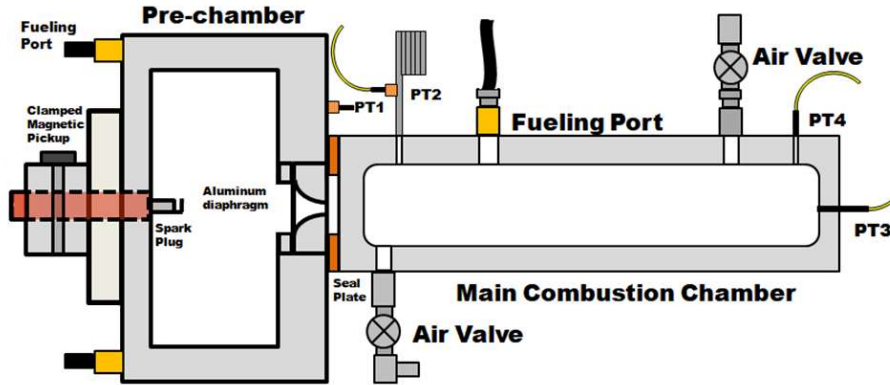 Pre-chamber
Fueling
Port
Clamped
Magnetic
Pickup
Aluminum
diaphragm
Spark
Plug
PT1
PT2
Fueling Port
Air Valve
PT4
PT3
Seal
Plate
Main Combustion Chamber
Air Valve